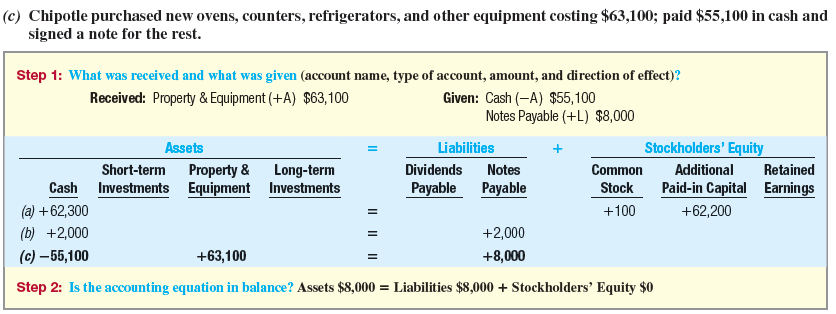 (c) Chipotle purchased new ovens, counters, refrigerators, and other equipment costing $63,100; paid $55,100 in cash and
signed a note for the rest.
Step 1: What was received and what was given (account name, type of account, amount, and direction of effect)?
Received: Property & Equipment (+A) $63,100 Given: Cash (−A) $55,100
Notes Payable (+L) $8,000
Assets = Liabilities + Stockholders' Equity
Short-term Property & Long-term Dividends Notes Common Additional Retained
Cash Investments Equipment Investments Payable Payable Stock Paid-in Capital Earnings
(a) +62,300 = +100 +62,200
(b) +2,000 = +2,000
(c) −55,100 +63,100 = +8,000
Step 2: Is the accounting equation in balance? Assets $8,000 = Liabilities $8,000 + Stockholders' Equity $0